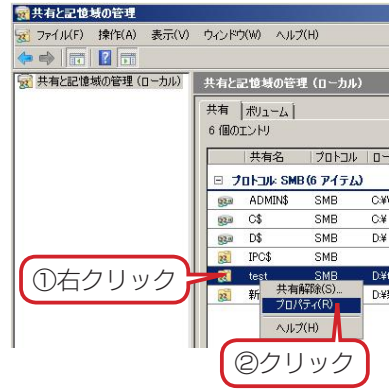 共有と記憶域の管理
ファイル(F) 操作(A) 表示(V) ウィンドウ(W) ヘルプ(H)
共有と記憶域の管理 (ローカル)
共有と記憶域の管理 (ローカル)
共有 ボリューム
6 個のエントリ
共有名 プロトコル ロー
プロトコル: SMB (6 アイテム)
ADMIN$ SMB C:¥
C$ SMB C:¥
D$ SMB D:¥
IPC$ SMB
test SMB D:¥
新 D:¥
共有解除(S)...
プロパティ(R)
ヘルプ(H)
①右クリック
②クリック